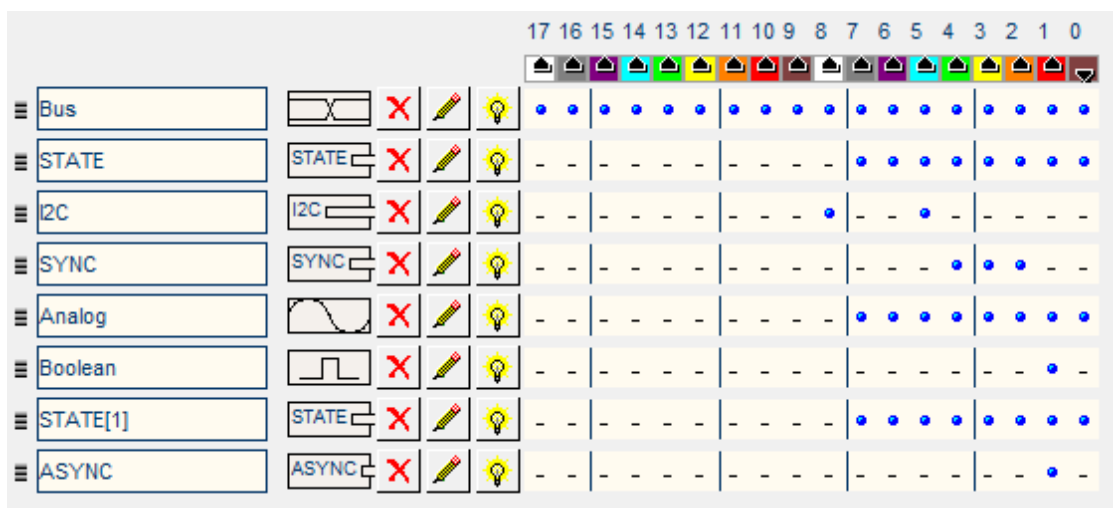 17 16 15 14 13 12 11 10 9 8 7 6 5 4 3 2 1 0
Bus
STATE STATE
I2C I2C
SYNC SYNC
Analog
Boolean
STATE[1] STATE
ASYNC ASYNC